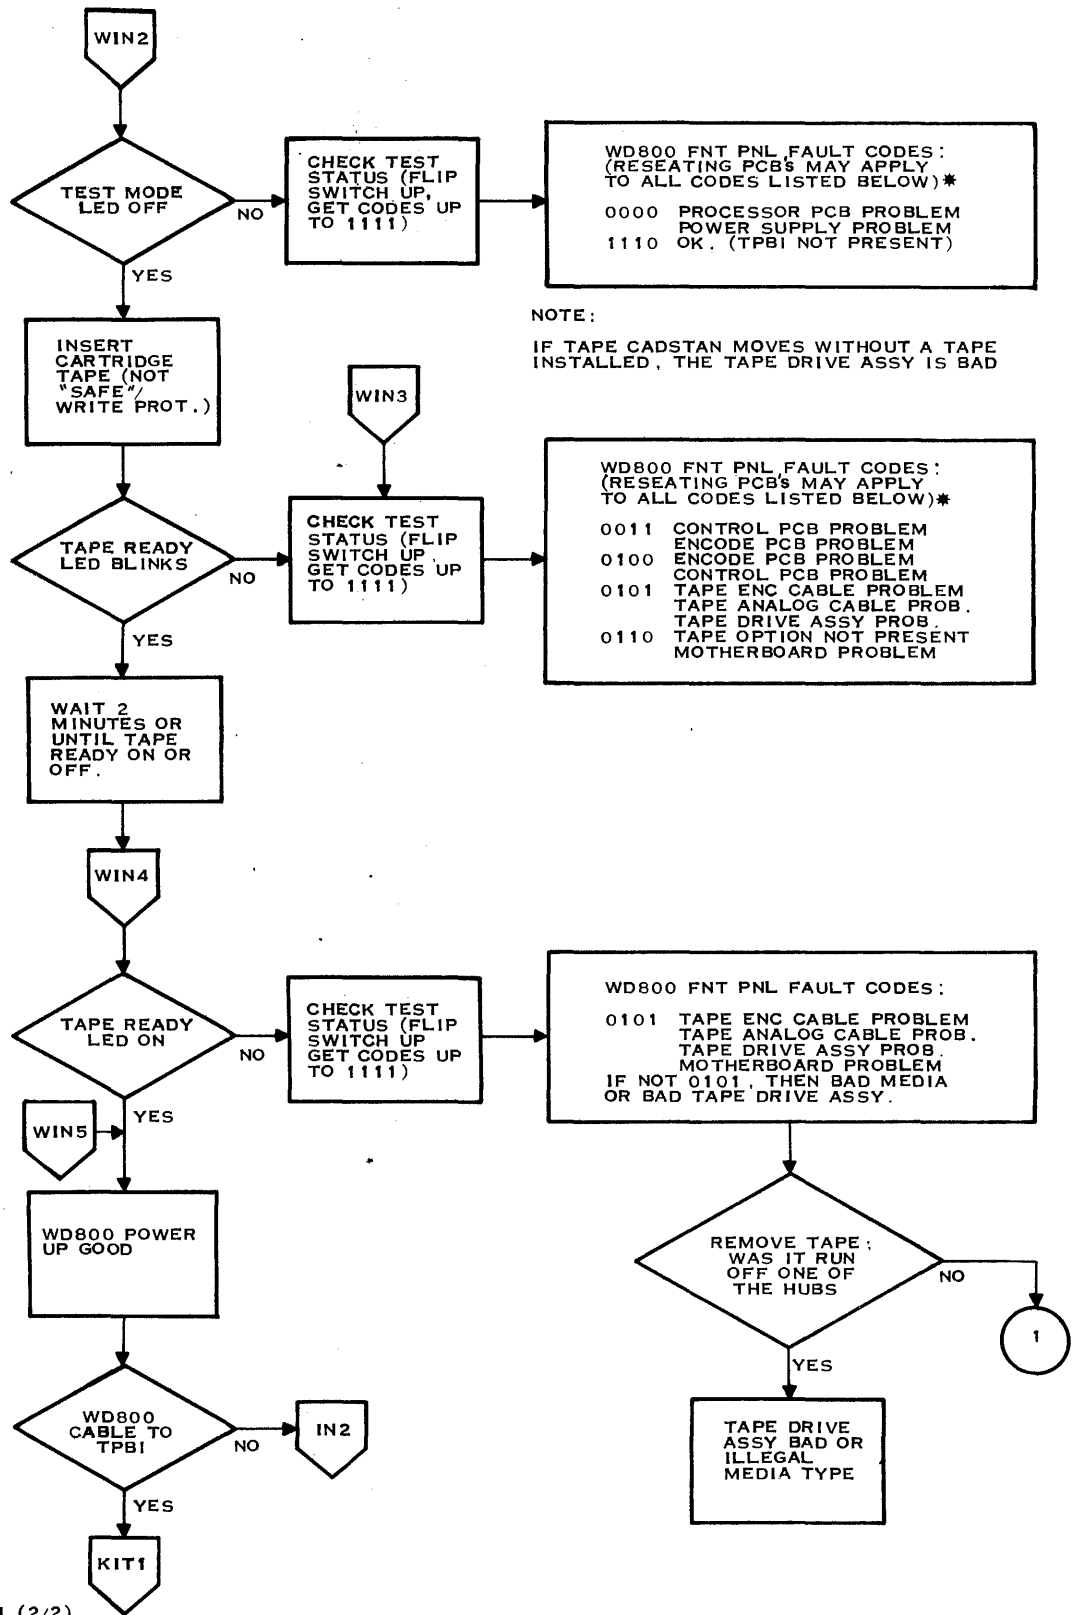 WIN2
TEST MODE
LED OFF
NO
YES
CHECK TEST
STATUS (FLIP
SWITCH UP,
GET CODES UP
TO 1111)
WD800 FNT PNL FAULT CODES:
(RESEATING PCB's MAY APPLY
TO ALL CODES LISTED BELOW)*
0000 PROCESSOR PCB PROBLEM
POWER SUPPLY PROBLEM
1110 OK. (TPBI NOT PRESENT)
NOTE:
IF TAPE CADSTAN MOVES WITHOUT A TAPE
INSTALLED, THE TAPE DRIVE ASSY IS BAD
INSERT
CARTRIDGE
TAPE (NOT
"SAFE"/
WRITE PROT.)
WIN3
TAPE READY
LED BLINKS
NO
YES
CHECK TEST
STATUS (FLIP
SWITCH UP,
GET CODES UP
TO 1111)
WD800 FNT PNL FAULT CODES:
(RESEATING PCB's MAY APPLY
TO ALL CODES LISTED BELOW)*
0011 CONTROL PCB PROBLEM
ENCODE PCB PROBLEM
0100 ENCODE PCB PROBLEM
CONTROL PCB PROBLEM
0101 TAPE ENC CABLE PROBLEM
TAPE ANALOG CABLE PROB.
TAPE DRIVE ASSY PROB.
0110 TAPE OPTION NOT PRESENT
MOTHERBOARD PROBLEM
WAIT 2
MINUTES OR
UNTIL TAPE
READY ON OR
OFF.
WIN4
TAPE READY
LED ON
NO
YES
CHECK TEST
STATUS (FLIP
SWITCH UP
GET CODES UP
TO 1111)
WD800 FNT PNL FAULT CODES:
0101 TAPE ENC CABLE PROBLEM
TAPE ANALOG CABLE PROB.
TAPE DRIVE ASSY PROB.
MOTHERBOARD PROBLEM
IF NOT 0101, THEN BAD MEDIA
OR BAD TAPE DRIVE ASSY.
WIN5
WD800 POWER
UP GOOD
REMOVE TAPE;
WAS IT RUN
OFF ONE OF
THE HUBS
NO
1
YES
TAPE DRIVE
ASSY BAD OR
ILLEGAL
MEDIA TYPE
WD800
CABLE TO
TPBI
NO
IN2
YES
KIT1
(2/2)